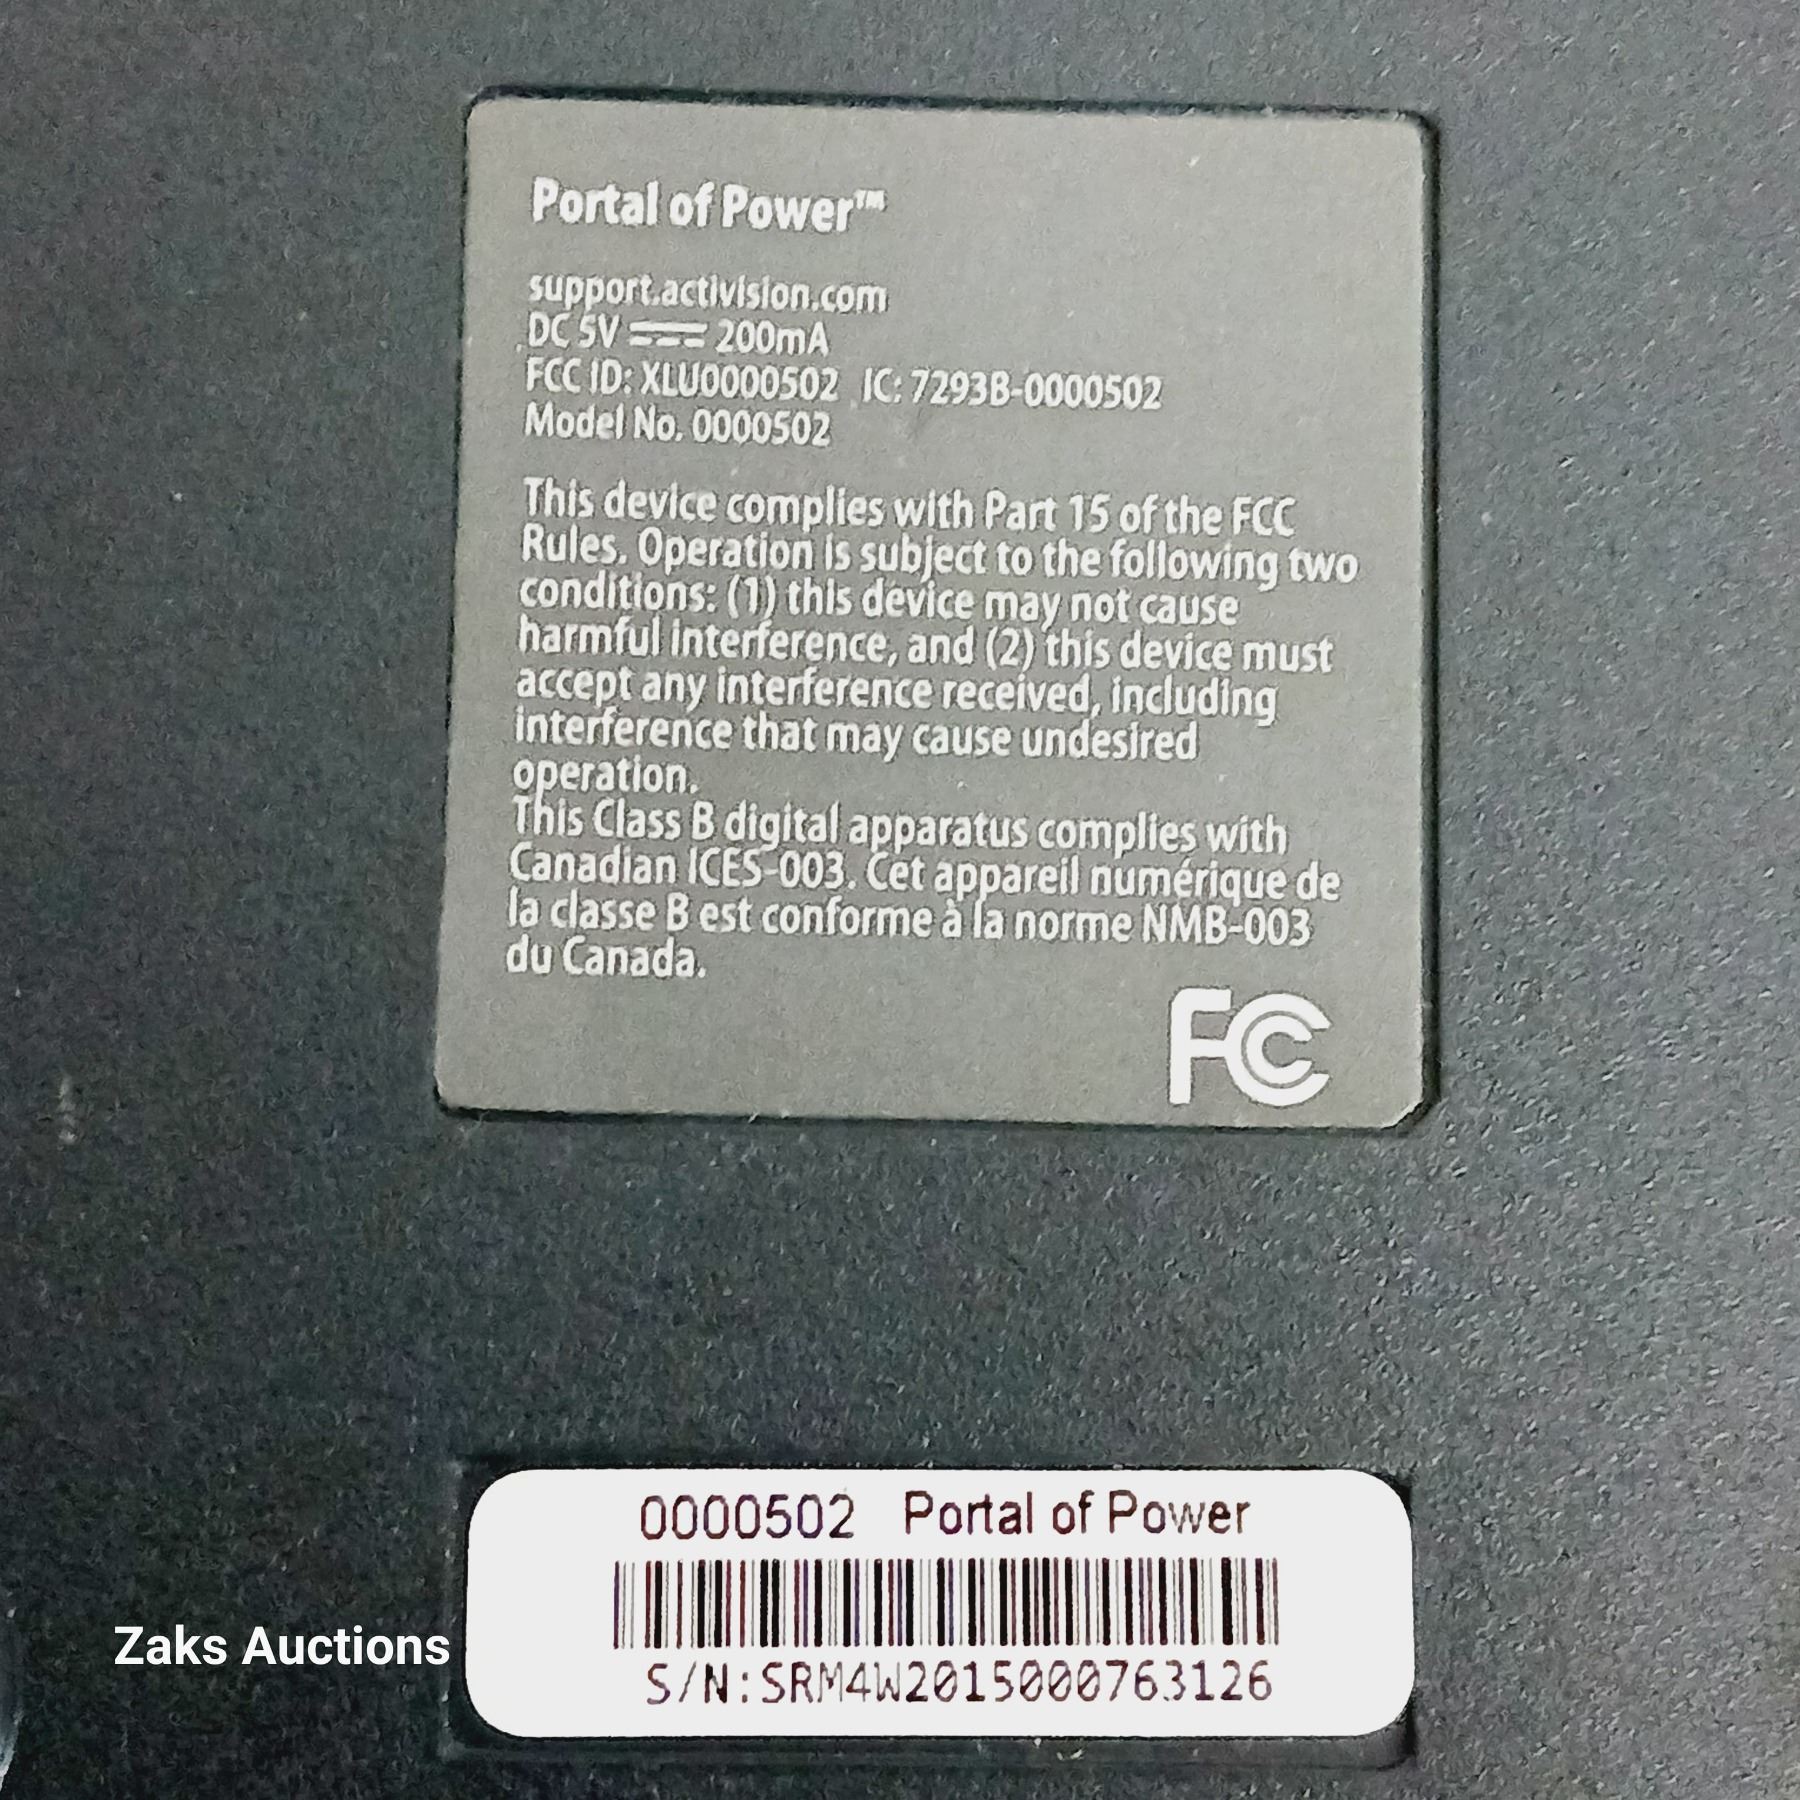 Portal of Power™
support.activision.com
DC 5V ⎓ 200mA
FCC ID: XLU0000502 IC: 7293B-0000502
Model No. 0000502
This device complies with Part 15 of the FCC
Rules. Operation is subject to the following two
conditions: (1) this device may not cause
harmful interference, and (2) this device must
accept any interference received, including
interference that may cause undesired
operation.
This Class B digital apparatus complies with
Canadian ICES-003. Cet appareil numérique de
la classe B est conforme à la norme NMB-003
du Canada.
FC
0000502 Portal of Power
S/N:SRM4W2015000763126
Zaks Auctions